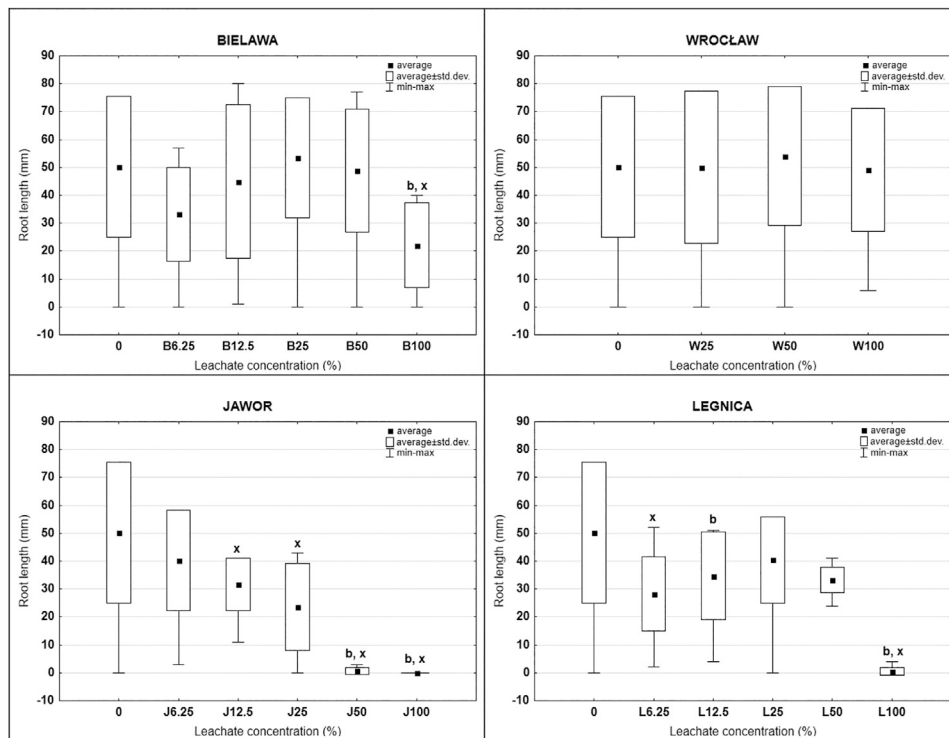 BIELAWA
■ average
□ average±std.dev.
⌶ min-max
Root length (mm)
90
80
70
60
50
40
30
20
10
0
-10
b, x
0 B6.25 B12.5 B25 B50 B100
Leachate concentration (%)
WROCŁAW
■ average
□ average±std.dev.
⌶ min-max
Root length (mm)
90
80
70
60
50
40
30
20
10
0
-10
0 W25 W50 W100
Leachate concentration (%)
JAWOR
■ average
□ average±std.dev.
⌶ min-max
Root length (mm)
90
80
70
60
50
40
30
20
10
0
-10
x x
b, x b, x
0 J6.25 J12.5 J25 J50 J100
Leachate concentration (%)
LEGNICA
■ average
□ average±std.dev.
⌶ min-max
Root length (mm)
90
80
70
60
50
40
30
20
10
0
-10
x b
b, x
0 L6.25 L12.5 L25 L50 L100
Leachate concentration (%)